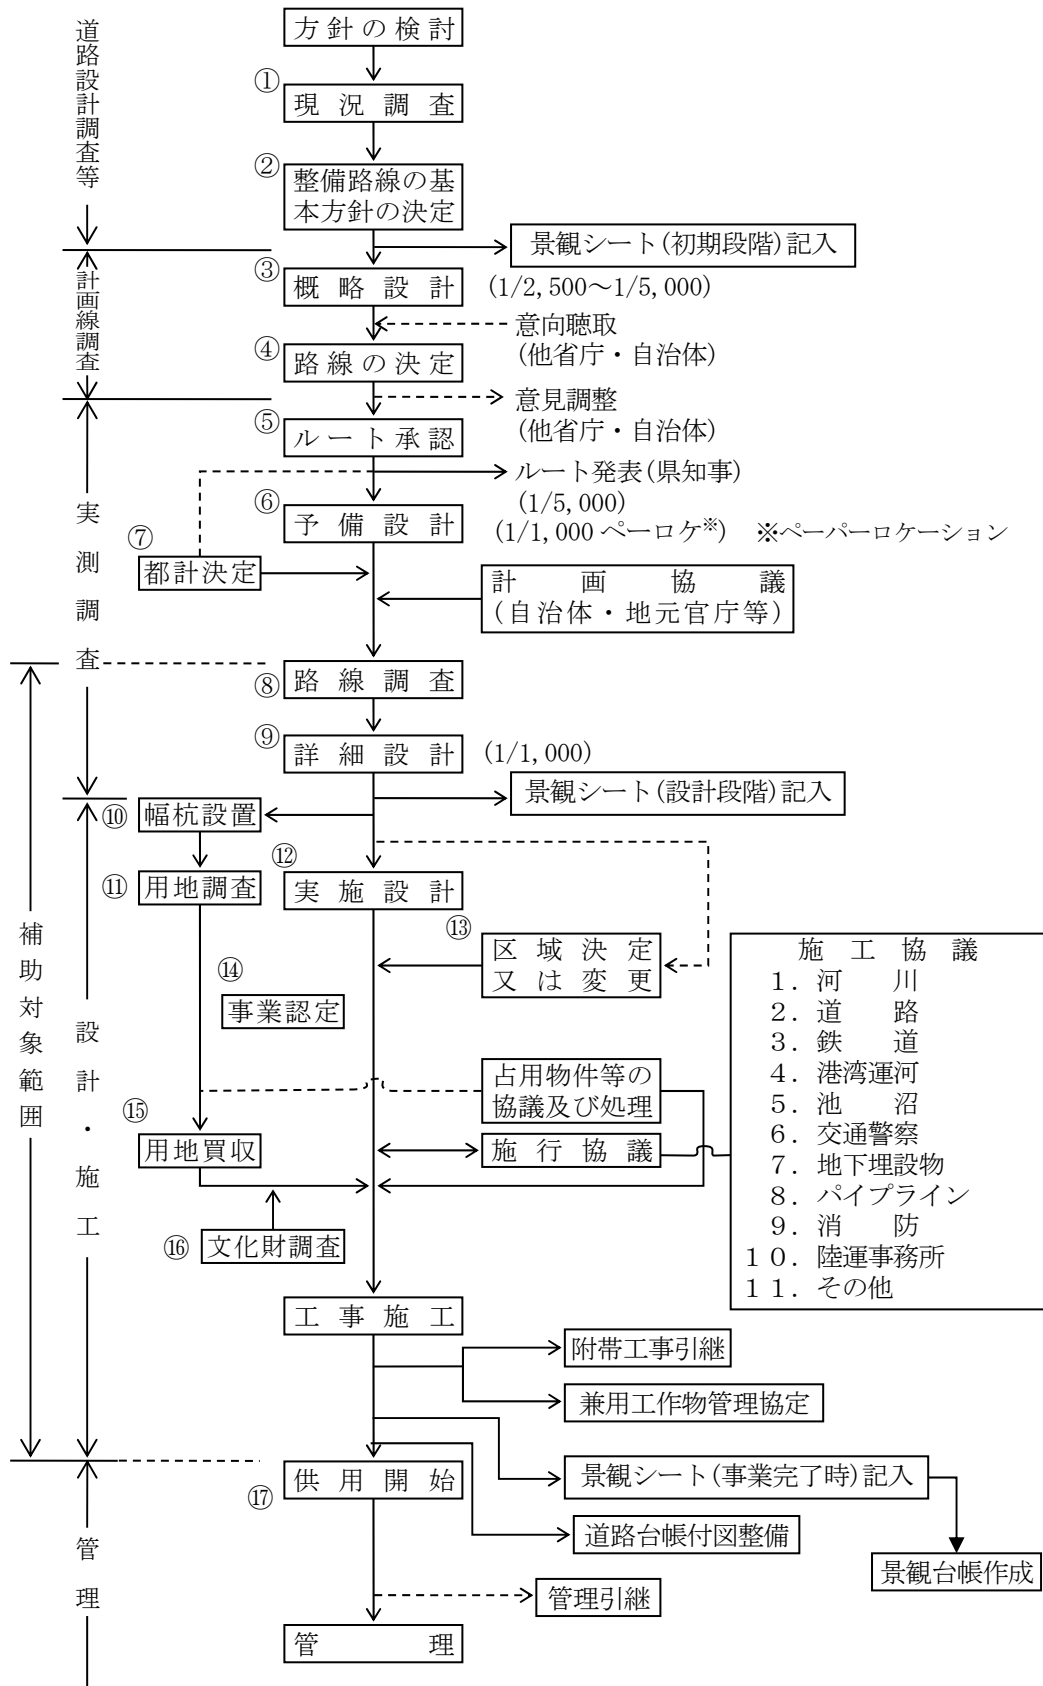 方針の検討
道路設計調査等
①
現況調査
②
整備路線の基
本方針の決定
景観シート(初期段階)記入
計画線調査
③
概略設計
(1/2,500～1/5,000)
意向聴取
(他省庁・自治体)
④
路線の決定
意見調整
(他省庁・自治体)
実測調査
⑤
ルート承認
ルート発表(県知事)
(1/5,000)
⑥
予備設計
(1/1,000 ペーロケ※) ※ペーパーロケーション
⑦
都計決定
計画協議
(自治体・地元官庁等)
⑧
路線調査
⑨
詳細設計
(1/1,000)
景観シート(設計段階)記入
補助対象範囲
設計・施工
⑩
幅杭設置
⑪
用地調査
⑫
実施設計
⑬
区域決定
又は変更
⑭
事業認定
占用物件等の
協議及び処理
⑮
用地買収
施行協議
⑯
文化財調査
施工協議
１．河川
２．道路
３．鉄道
４．港湾運河
５．池沼
６．交通警察
７．地下埋設物
８．パイプライン
９．消防
１０．陸運事務所
１１．その他
工事施工
附帯工事引継
兼用工作物管理協定
管理
⑰
供用開始
景観シート(事業完了時)記入
道路台帳付図整備
景観台帳作成
管理引継
管理